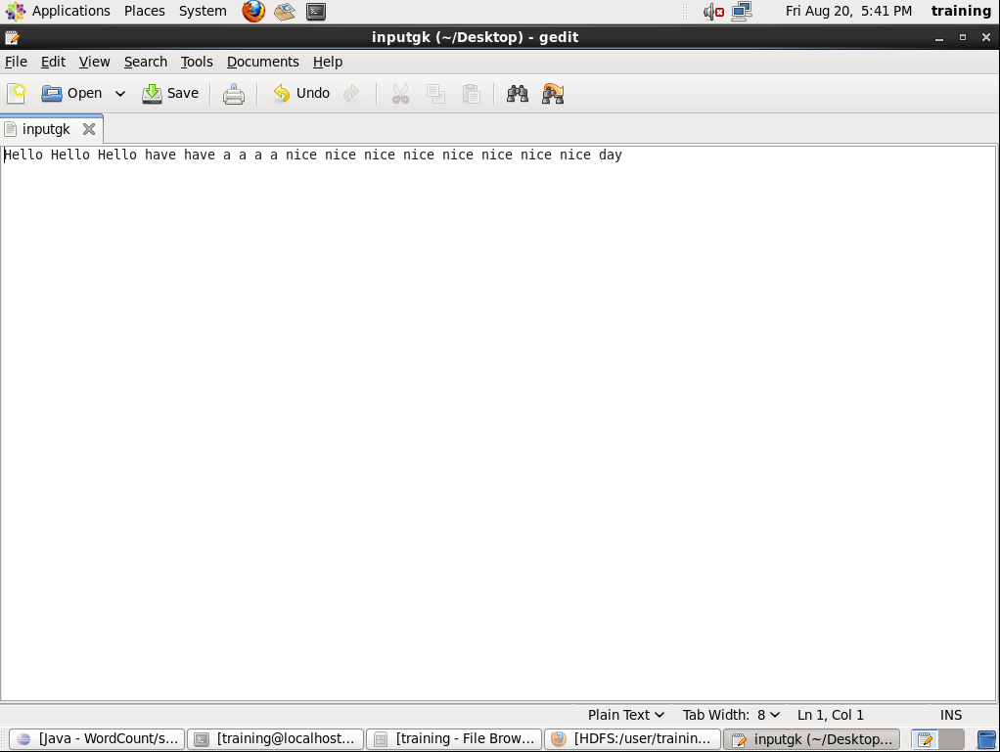 Applications Places System Fri Aug 20, 5:41 PM training
inputgk (~/Desktop) - gedit
File Edit View Search Tools Documents Help
Open Save Undo
inputgk
Hello Hello Hello have have a a a a nice nice nice nice nice nice nice nice day
Plain Text Tab Width: 8 Ln 1, Col 1 INS
[Java - WordCount/s... [training@localhost... [training - File Brow... [HDFS:/user/trainin... inputgk (~/Desktop...